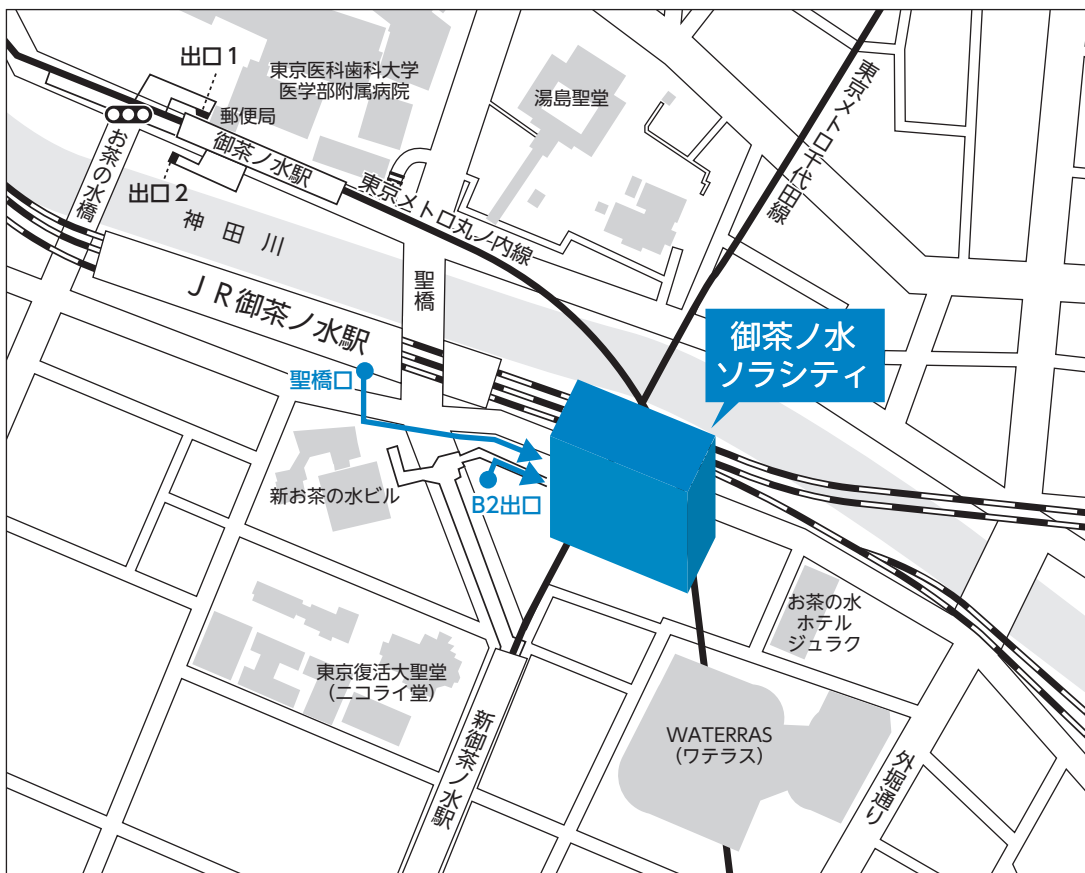 出口1
東京医科歯科大学
医学部附属病院
郵便局
御茶ノ水駅
お茶の水橋
出口2
神田川
湯島聖堂
東京メトロ千代田線
東京メトロ丸ノ内線
聖橋
JR御茶ノ水駅
御茶ノ水
ソラシティ
聖橋口
新お茶の水ビル
B2出口
お茶の水
ホテル
ジュラク
東京復活大聖堂
(ニコライ堂)
新御茶ノ水駅
WATERRAS
(ワテラス)
外堀通り